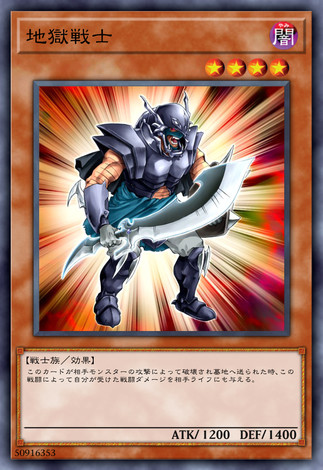 地獄戦士
やみ
闇
【戦士族／効果】
このカードが相手モンスターの攻撃によって破壊され墓地へ送られた時、この
戦闘によって自分が受けた戦闘ダメージを相手ライフにも与える。
ATK/1200 DEF/1400
50916353